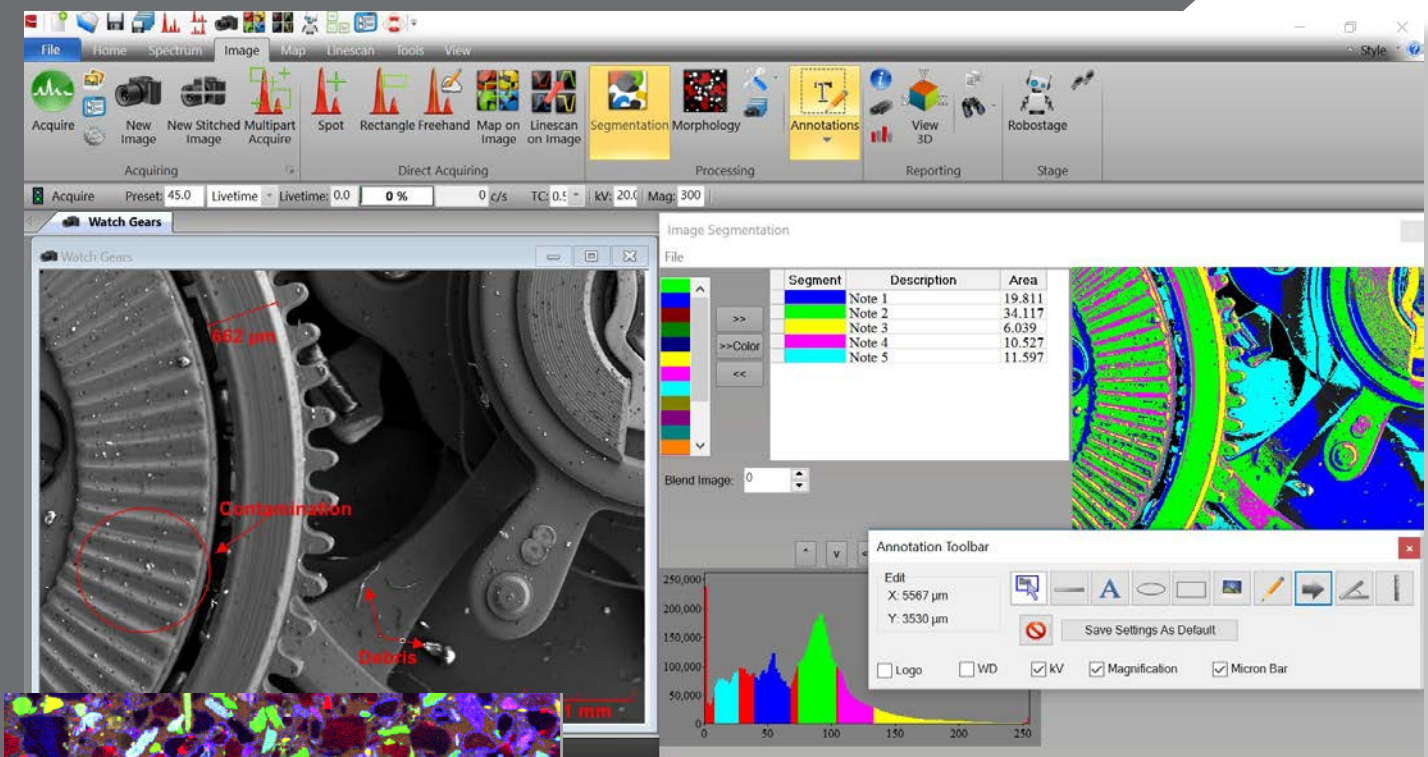 File Home Spectrum Image Map Linescan Tools View Style
Acquire New Image New Stitched Image Multipart Acquire Spot Rectangle Freehand Map on Image Linescan on Image Segmentation Morphology Annotations View 3D Robostage
Acquiring Direct Acquiring Processing Reporting Stage
Acquire Preset: 45.0 Livetime Livetime: 0.0 0 % 0 c/s TC: 0.5 kV: 20.0 Mag: 300
Watch Gears
Watch Gears
662 µm
Contamination
Debris
1 mm
Image Segmentation
File
Segment Description Area
Note 1 19.811
Note 2 34.117
Note 3 6.039
Note 4 10.527
Note 5 11.597
>>
>>Color
<<
Blend Image: 0
^ v <
250,000
200,000
150,000
100,000
50,000
0
0 50 100 150 200 250
Annotation Toolbar
Edit
X: 5567 µm
Y: 3530 µm
A
Save Settings As Default
Logo WD kV Magnification Micron Bar